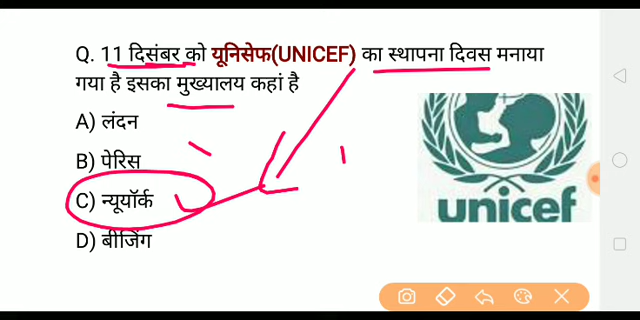 Q. 11 दिसंबर को यूनिसेफ(UNICEF) का स्थापना दिवस मनाया
गया है इसका मुख्यालय कहां है
A) लंदन
B) पेरिस
C) न्यूयॉर्क
D) बीजिंग
unicef